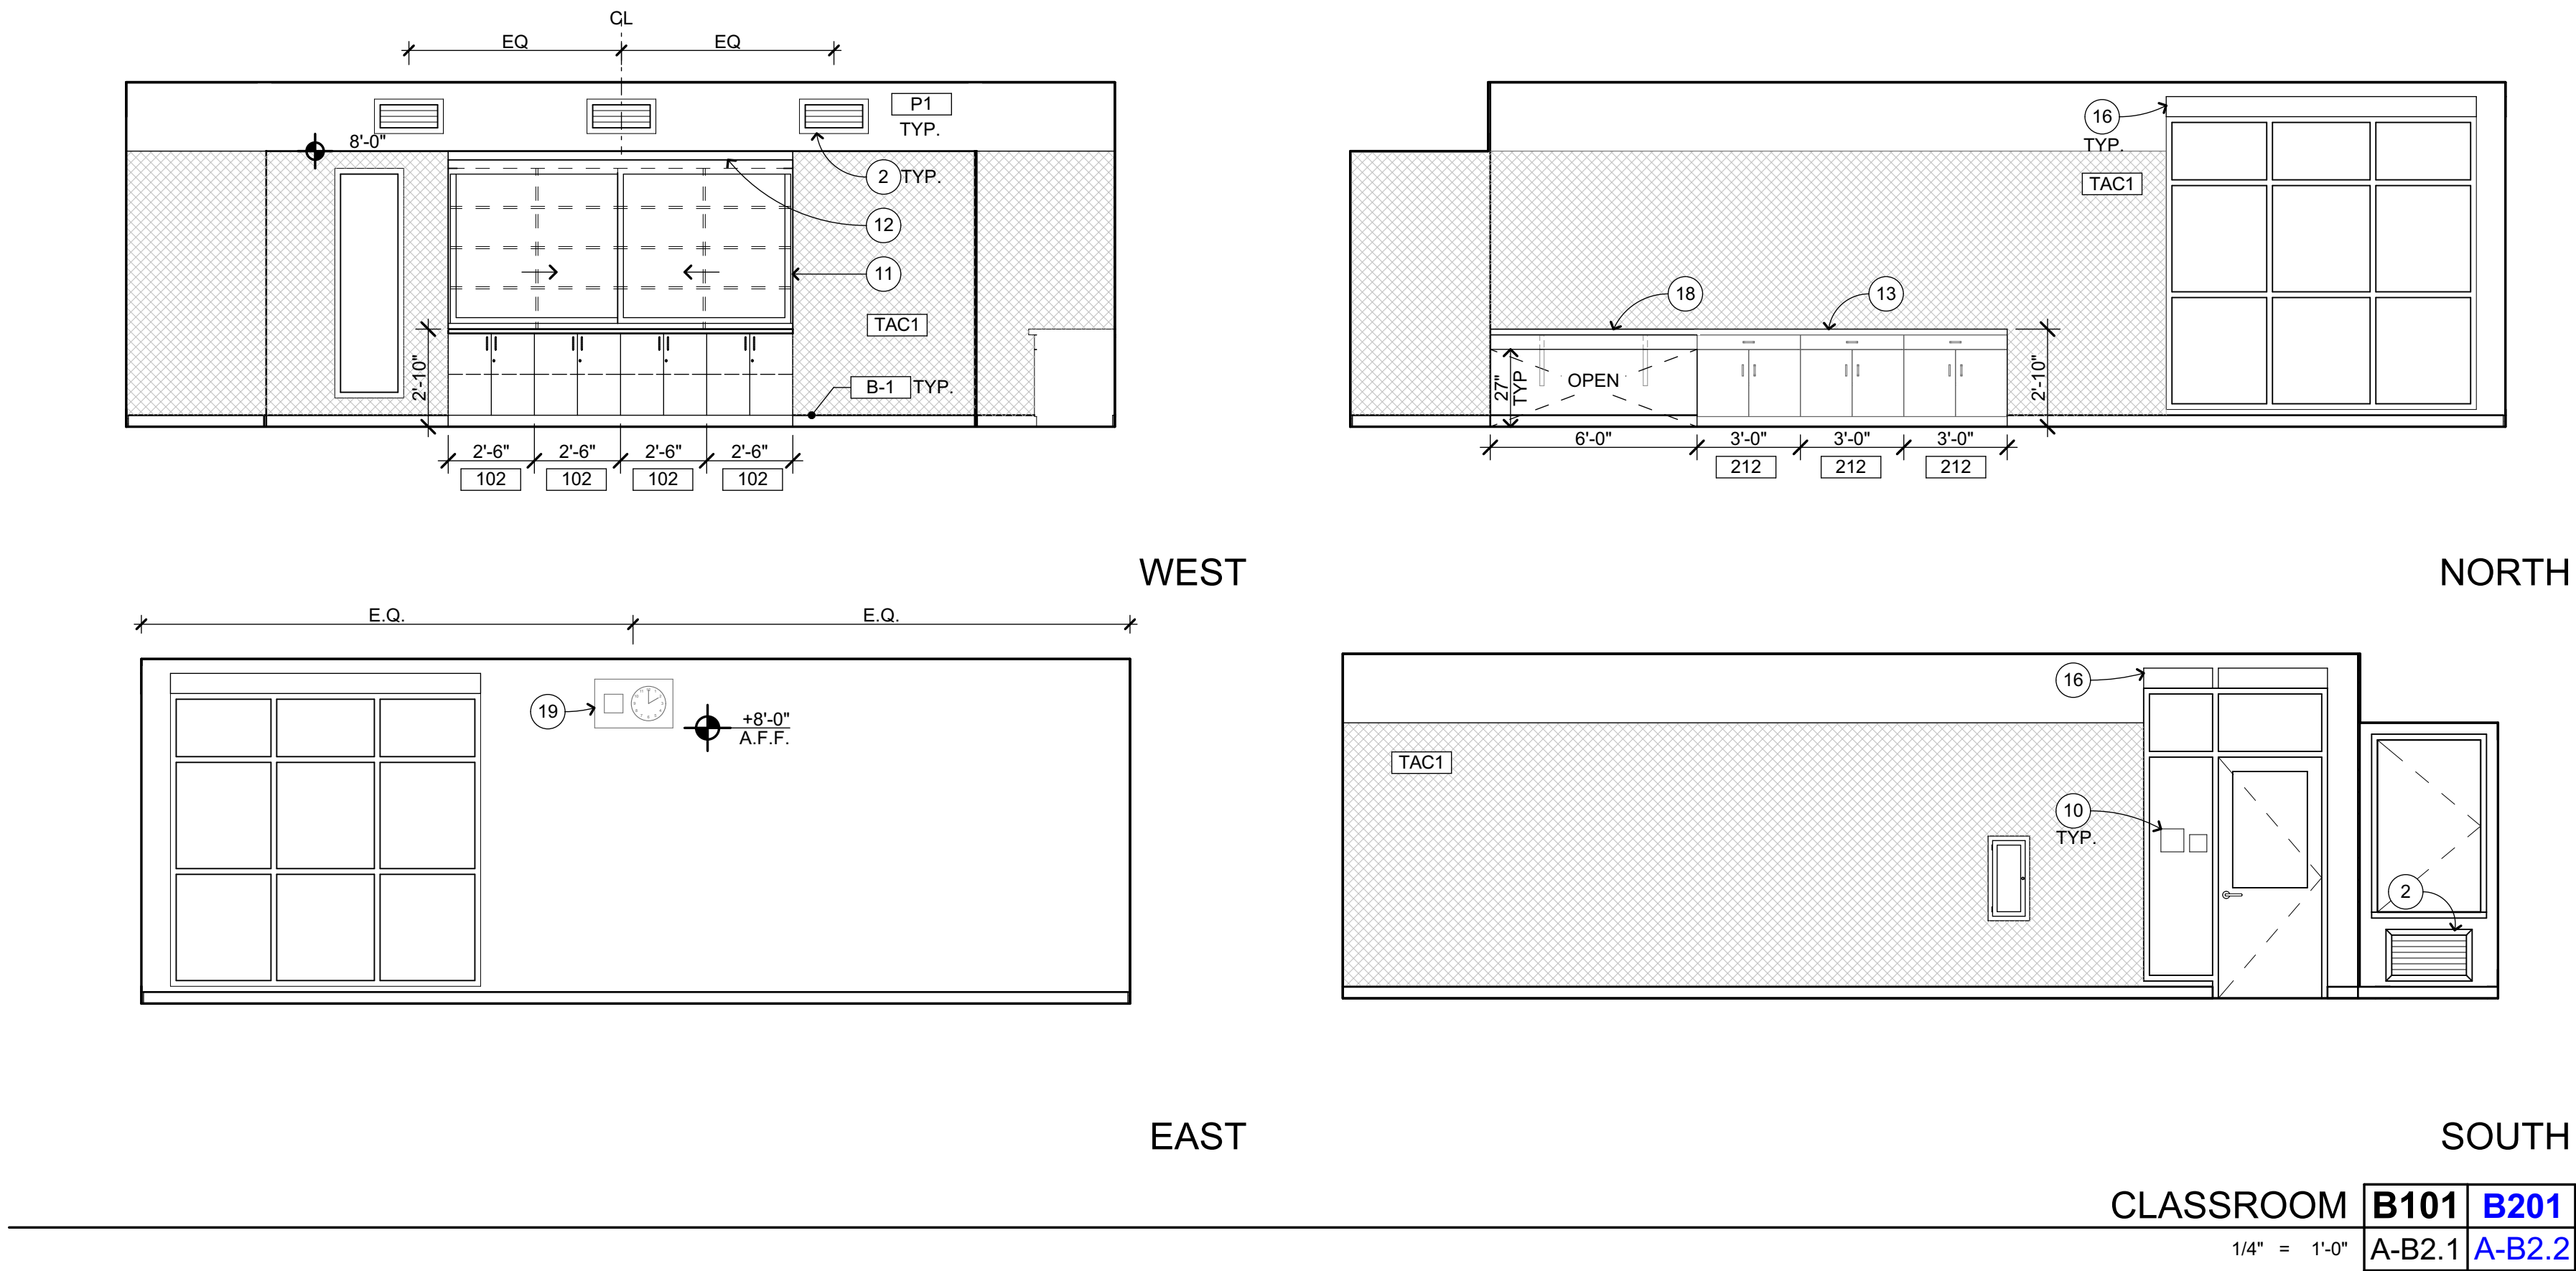 CL
EQ EQ
P1
TYP.
8'-0"
2 TYP.
12
11
TAC1
2'-10"
B-1 TYP.
2'-6" 2'-6" 2'-6" 2'-6"
102 102 102 102
WEST
16
TYP.
TAC1
18 13
27"
TYP
OPEN
2'-10"
6'-0" 3'-0" 3'-0" 3'-0"
212 212 212
NORTH
E.Q. E.Q.
19
+8'-0"
A.F.F.
EAST
16
TAC1
10
TYP.
2
SOUTH
CLASSROOM B101 B201
1/4" = 1'-0" A-B2.1 A-B2.2